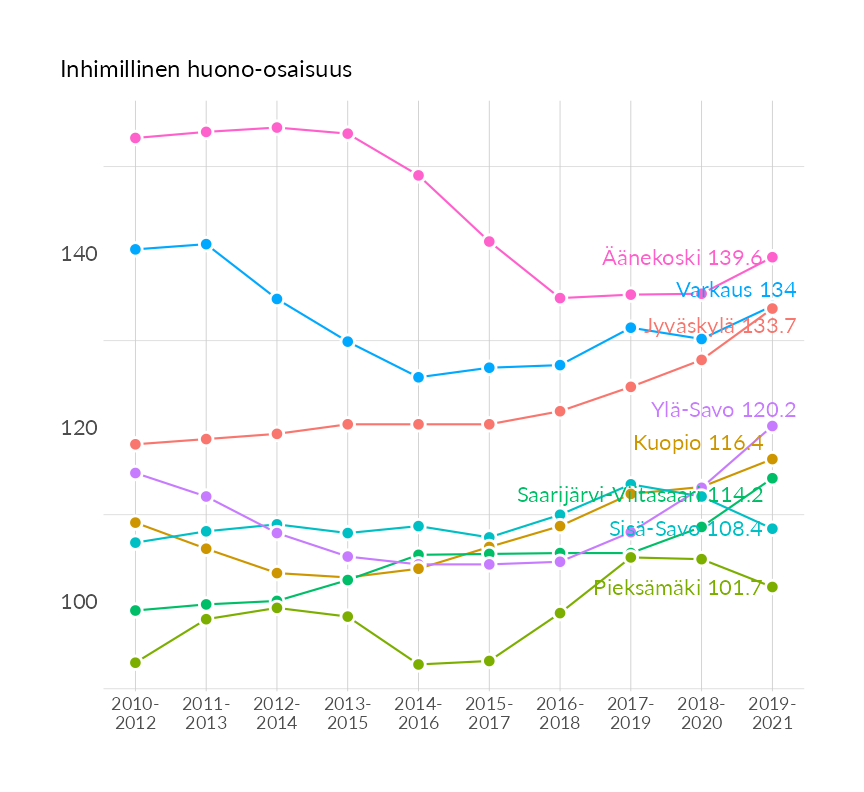 Inhimillinen huono-osaisuus
140
120
100
Äänekoski 139.6
Varkaus 134
Jyväskylä 133.7
Ylä-Savo 120.2
Kuopio 116.4
Saarijärvi-Viitasaari 114.2
Sisä-Savo 108.4
Pieksämäki 101.7
2010-
2012
2011-
2013
2012-
2014
2013-
2015
2014-
2016
2015-
2017
2016-
2018
2017-
2019
2018-
2020
2019-
2021